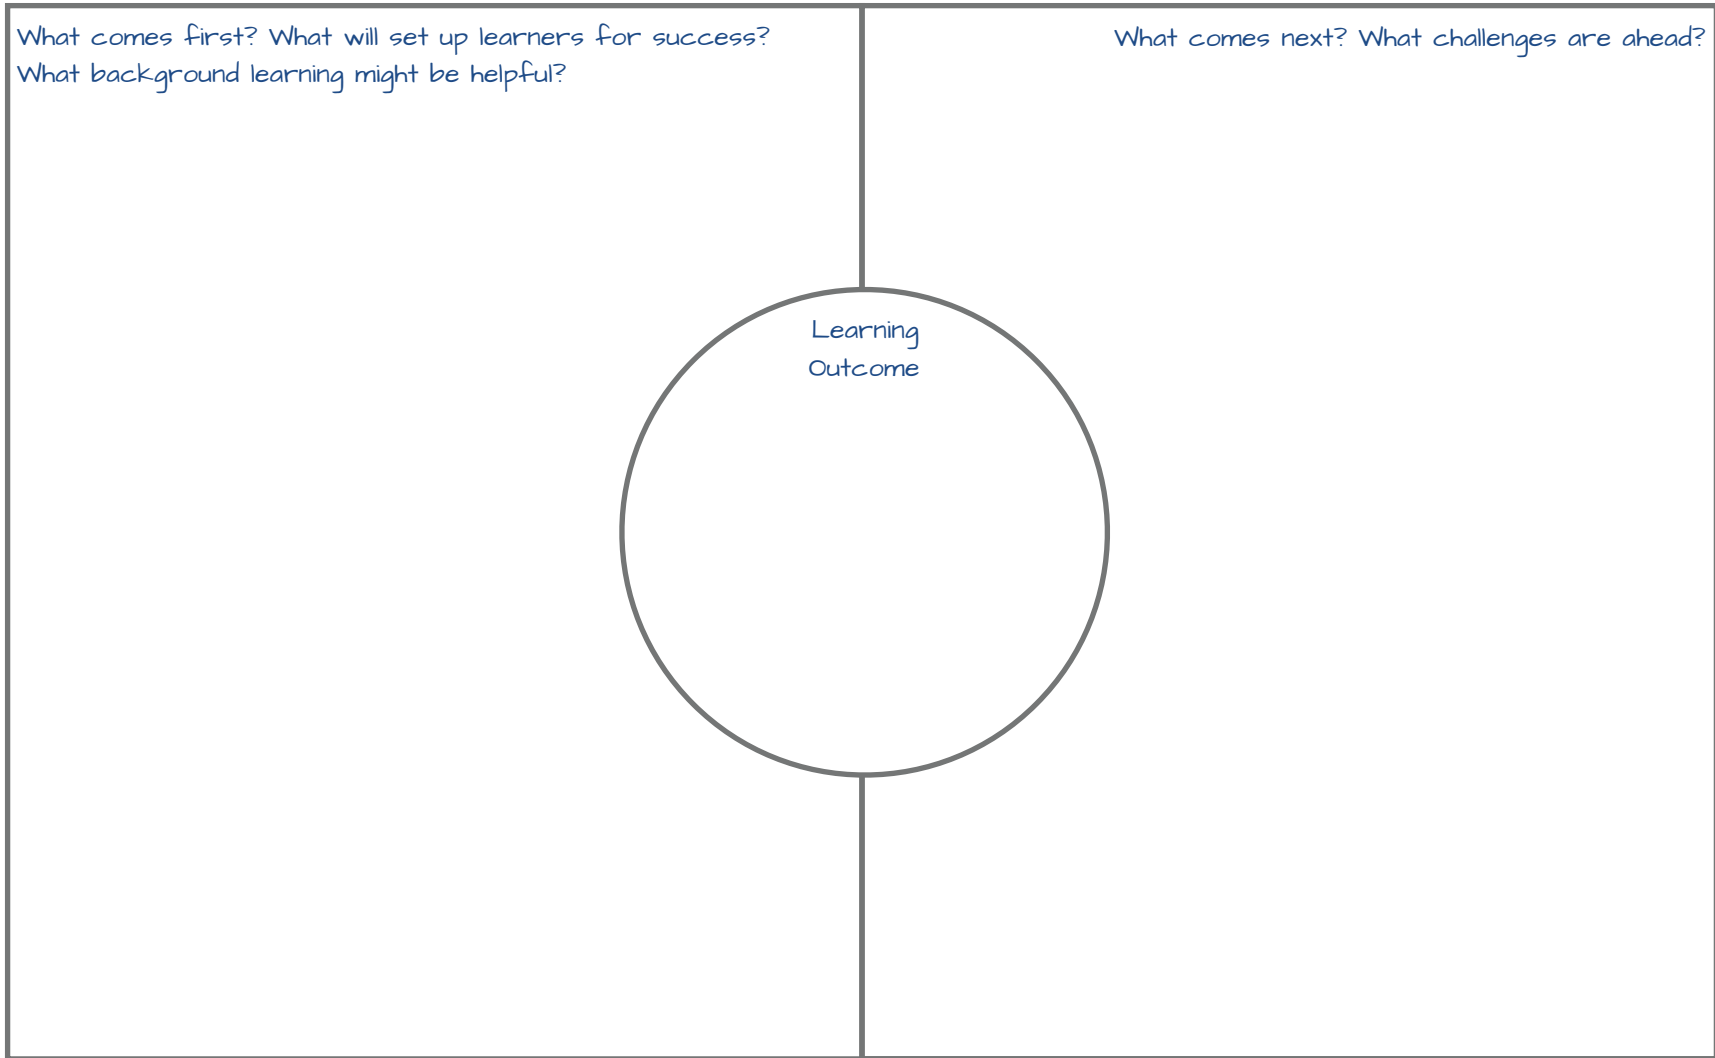 What comes first? What will set up learners for success?
What background learning might be helpful?
What comes next? What challenges are ahead?
Learning
Outcome